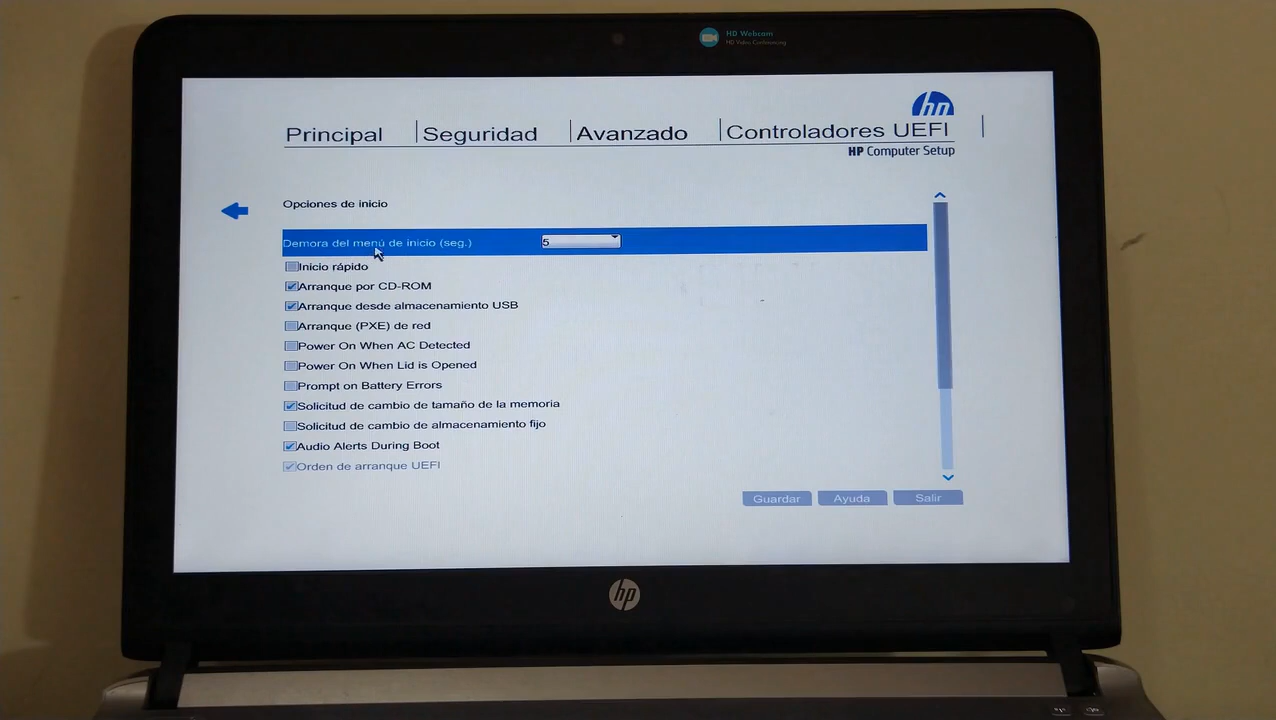 HD Webcam
HD Video Conferencing
hp
Principal
Seguridad
Avanzado
Controladores UEFI
HP Computer Setup
Opciones de inicio
Demora del menú de inicio (seg.)
5
Inicio rápido
Arranque por CD-ROM
Arranque desde almacenamiento USB
Arranque (PXE) de red
Power On When AC Detected
Power On When Lid is Opened
Prompt on Battery Errors
Solicitud de cambio de tamaño de la memoria
Solicitud de cambio de almacenamiento fijo
Audio Alerts During Boot
Orden de arranque UEFI
Guardar
Ayuda
Salir
hp